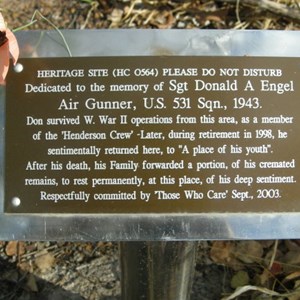 HERITAGE SITE (HC O564) PLEASE DO NOT DISTURB
Dedicated to the memory of Sgt Donald A Engel
Air Gunner, U.S. 531 Sqn., 1943.
Don survived W. War II operations from this area, as a member
of the 'Henderson Crew' -Later, during retirement in 1998, he
sentimentally returned here, to "A place of his youth".
After his death, his Family forwarded a portion, of his cremated
remains, to rest permanently, at this place, of his deep sentiment.
Respectfully committed by 'Those Who Care' Sept., 2003.